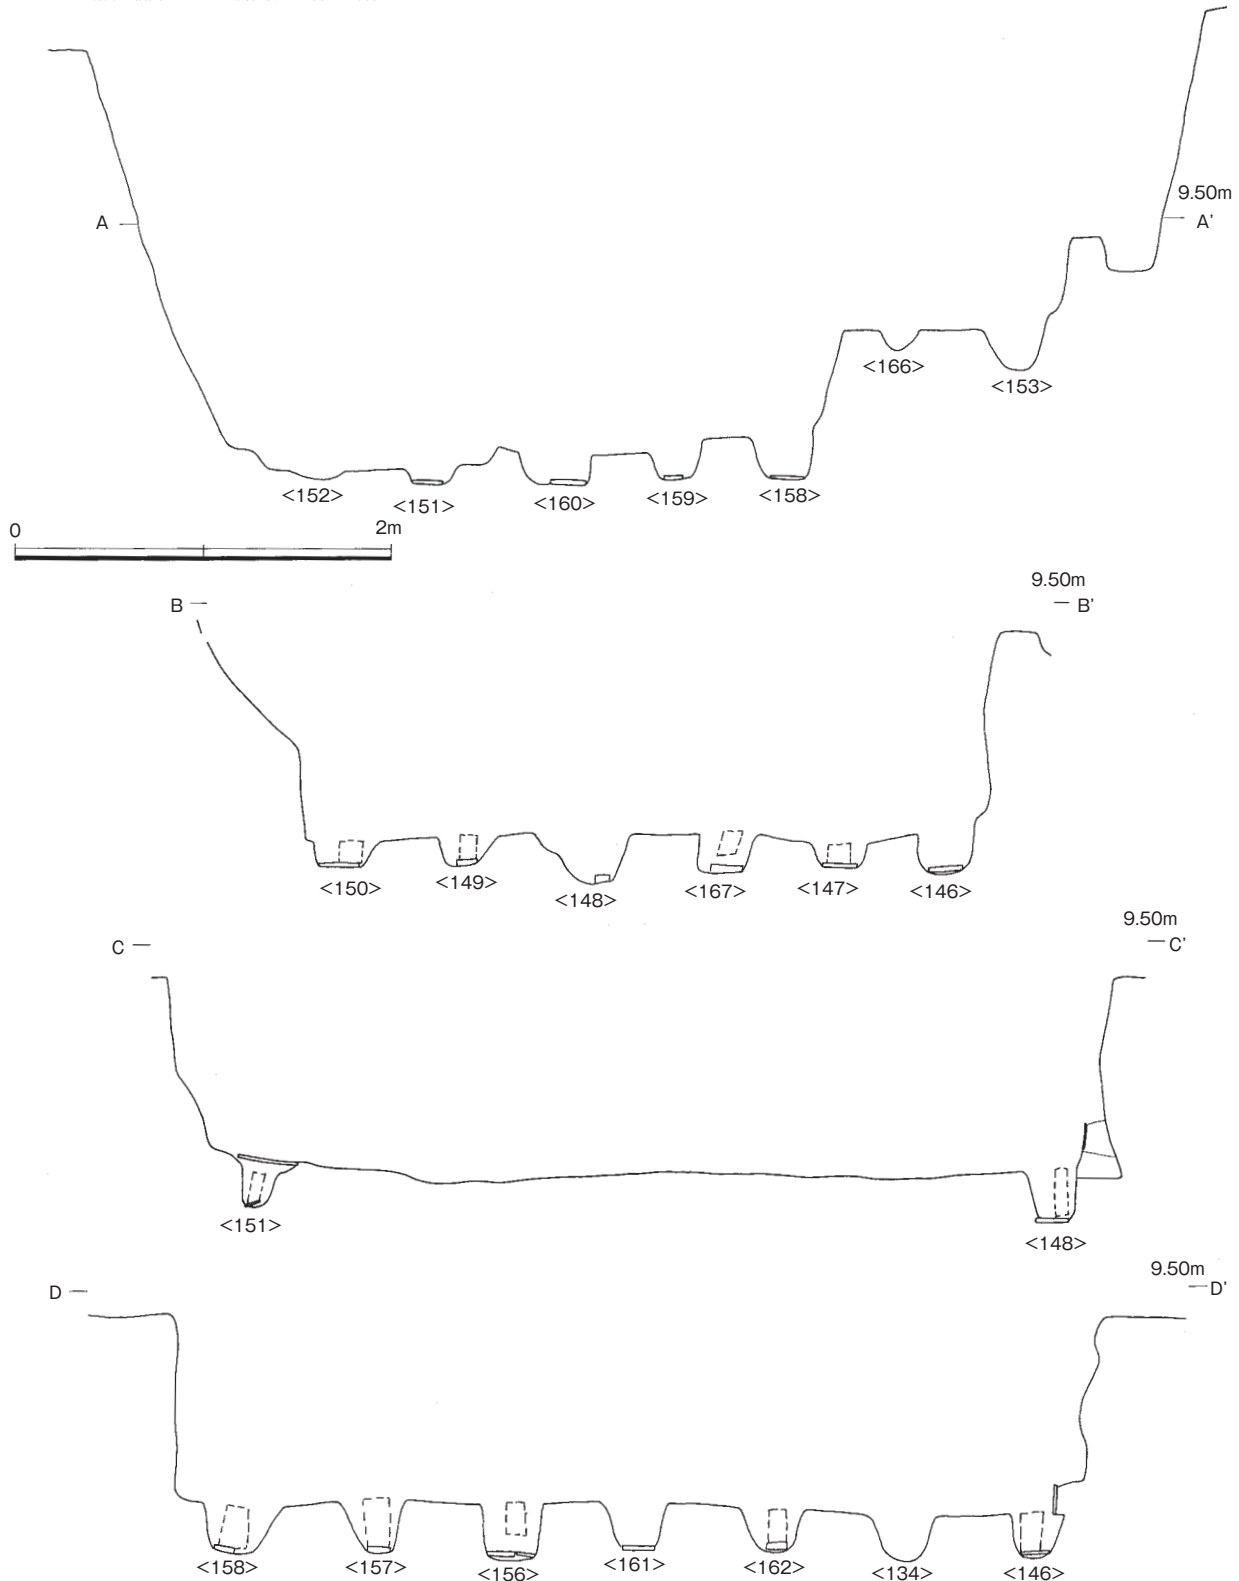 9.50m
A A'
<166> <153>
<152> <151> <160> <159> <158>
0 2m
9.50m
B B'
<150> <149> <148> <167> <147> <146>
9.50m
C C'
<151> <148>
9.50m
D D'
<158> <157> <156> <161> <162> <134> <146>